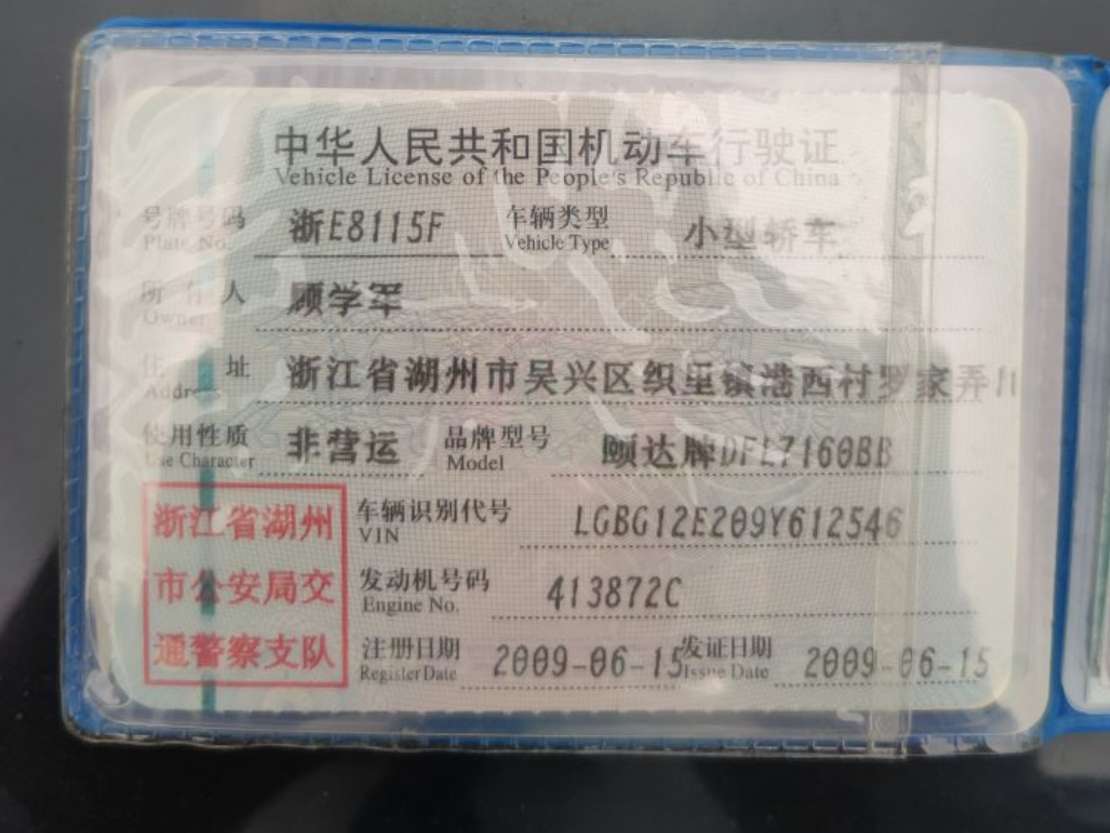 中华人民共和国机动车行驶证
Vehicle License of the People's Republic of China
号牌号码 浙E8115F 车辆类型 小型轿车
Plate No. Vehicle Type
所有人 顾学军
Owner
住址 浙江省湖州市吴兴区织里镇港西村罗家弄
Address
使用性质 非营运 品牌型号 颐达牌DFL7160BB
Use Character Model
浙江省湖州 车辆识别代号 LGBG12E209Y612546
VIN
市公安局交 发动机号码 413872C
Engine No.
通警察支队 注册日期 2009-06-15 发证日期 2009-06-15
Register Date Issue Date